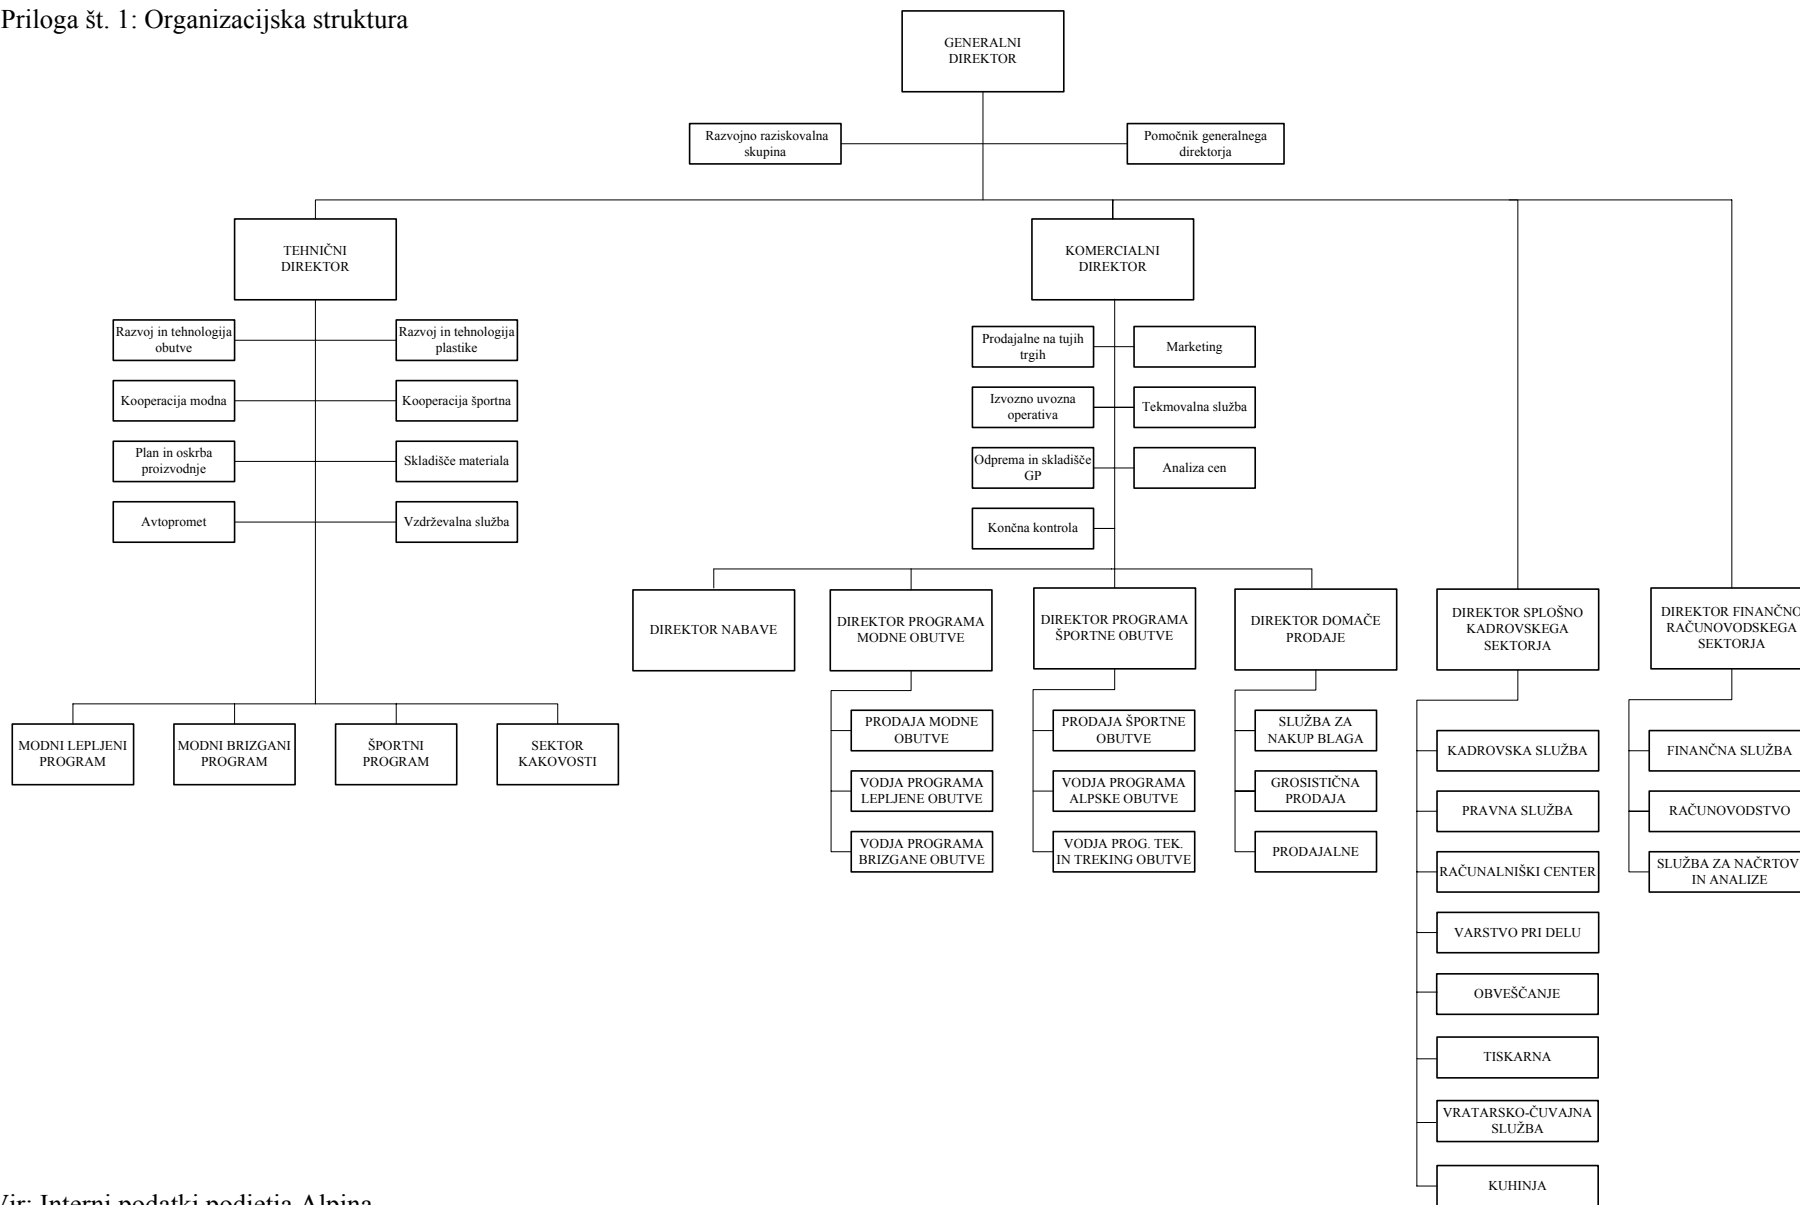 Priloga št. 1: Organizacijska struktura
GENERALNI
DIREKTOR
Razvojno raziskovalna
skupina
Pomočnik generalnega
direktorja
TEHNIČNI
DIREKTOR
KOMERCIALNI
DIREKTOR
Razvoj in tehnologija
obutve
Razvoj in tehnologija
plastike
Kooperacija modna
Kooperacija športna
Plan in oskrba
proizvodnje
Skladišče materiala
Avtopromet
Vzdrževalna služba
Prodajalne na tujih
trgih
Marketing
Izvozno uvozna
operativa
Tekmovalna služba
Odprema in skladišče
GP
Analiza cen
Končna kontrola
DIREKTOR NABAVE
DIREKTOR PROGRAMA
MODNE OBUTVE
DIREKTOR PROGRAMA
ŠPORTNE OBUTVE
DIREKTOR DOMAČE
PRODAJE
DIREKTOR SPLOŠNO
KADROVSKEGA
SEKTORJA
DIREKTOR FINANČNO
RAČUNOVODSKEGA
SEKTORJA
MODNI LEPLJENI
PROGRAM
MODNI BRIZGANI
PROGRAM
ŠPORTNI
PROGRAM
SEKTOR
KAKOVOSTI
PRODAJA MODNE
OBUTVE
VODJA PROGRAMA
LEPLJENE OBUTVE
VODJA PROGRAMA
BRIZGANE OBUTVE
PRODAJA ŠPORTNE
OBUTVE
VODJA PROGRAMA
ALPSKE OBUTVE
VODJA PROG. TEK.
IN TREKING OBUTVE
SLUŽBA ZA
NAKUP BLAGA
GROSISTIČNA
PRODAJA
PRODAJALNE
KADROVSKA SLUŽBA
PRAVNA SLUŽBA
RAČUNALNIŠKI CENTER
VARSTVO PRI DELU
OBVEŠČANJE
TISKARNA
VRATARSKO-ČUVAJNA
SLUŽBA
KUHINJA
FINANČNA SLUŽBA
RAČUNOVODSTVO
SLUŽBA ZA NAČRTOV
IN ANALIZE
Vir: Interni podatki podjetja Alpina